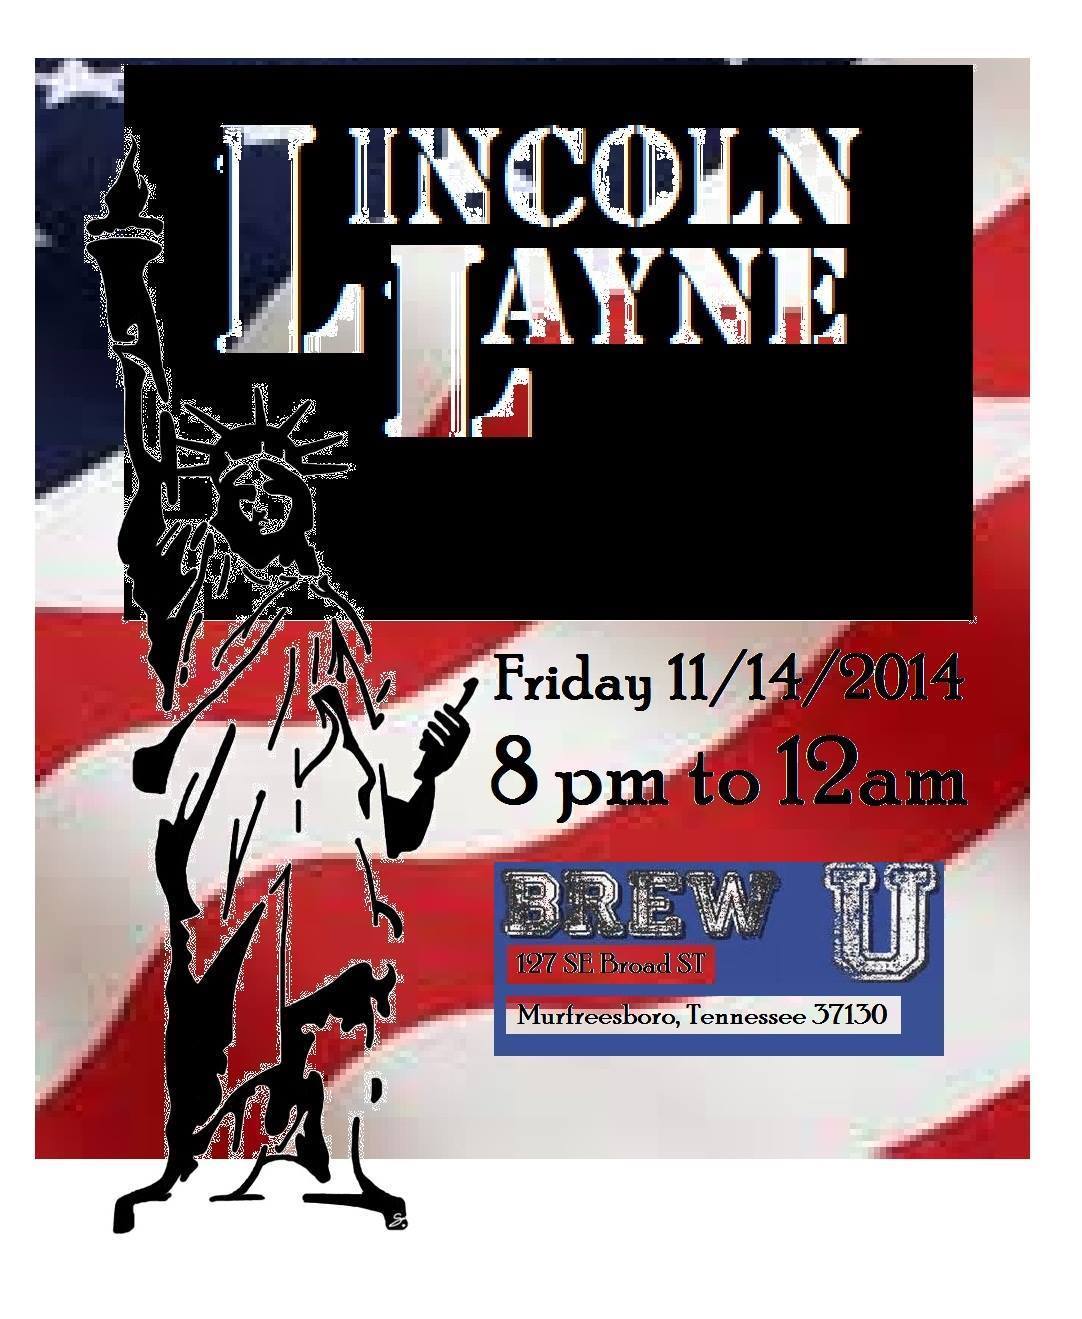 LINCOLN
LAYNE
Friday 11/14/2014
8 pm to 12am
BREW U
127 SE Broad ST
Murfreesboro, Tennessee 37130
S.